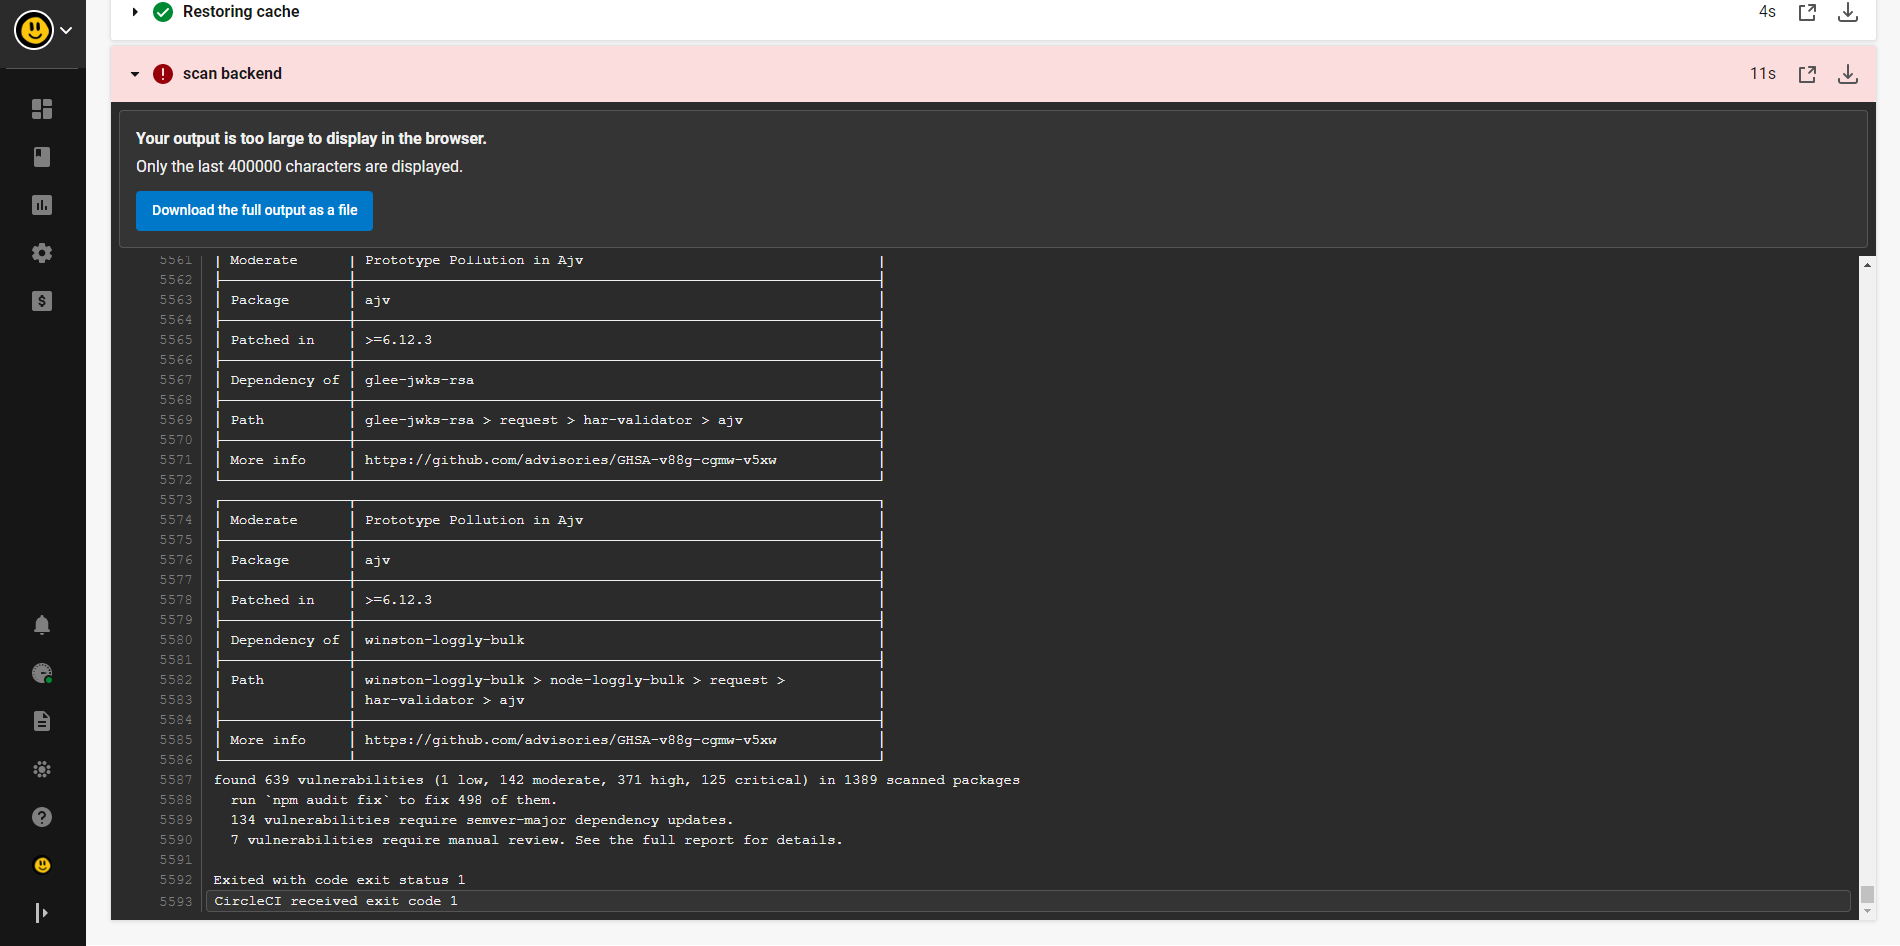 Restoring cache 4s
scan backend 11s
Your output is too large to display in the browser.
Only the last 400000 characters are displayed.
Download the full output as a file
5561 Moderate Prototype Pollution in Ajv
5562
5563 Package ajv
5564
5565 Patched in >=6.12.3
5566
5567 Dependency of glee-jwks-rsa
5568
5569 Path glee-jwks-rsa > request > har-validator > ajv
5570
5571 More info https://github.com/advisories/GHSA-v88g-cgmw-v5xw
5572
5573
5574 Moderate Prototype Pollution in Ajv
5575
5576 Package ajv
5577
5578 Patched in >=6.12.3
5579
5580 Dependency of winston-loggly-bulk
5581
5582 Path winston-loggly-bulk > node-loggly-bulk > request >
5583 har-validator > ajv
5584
5585 More info https://github.com/advisories/GHSA-v88g-cgmw-v5xw
5586
5587 found 639 vulnerabilities (1 low, 142 moderate, 371 high, 125 critical) in 1389 scanned packages
5588 run `npm audit fix` to fix 498 of them.
5589 134 vulnerabilities require semver-major dependency updates.
5590 7 vulnerabilities require manual review. See the full report for details.
5591
5592 Exited with code exit status 1
5593 CircleCI received exit code 1